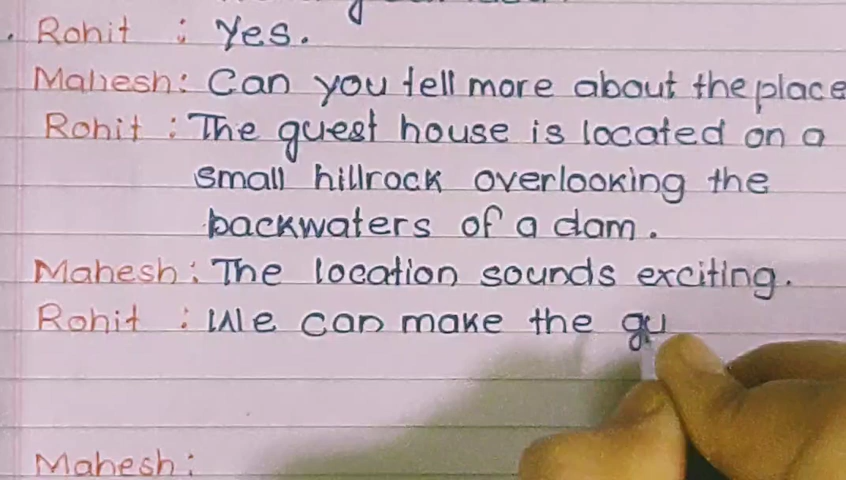 Rohit : Yes.
Mahesh: Can you tell more about the place
Rohit : The guest house is located on a
small hillrock overlooking the
backwaters of a dam.
Mahesh: The location sounds exciting.
Rohit : We can make the gu
Mahesh: